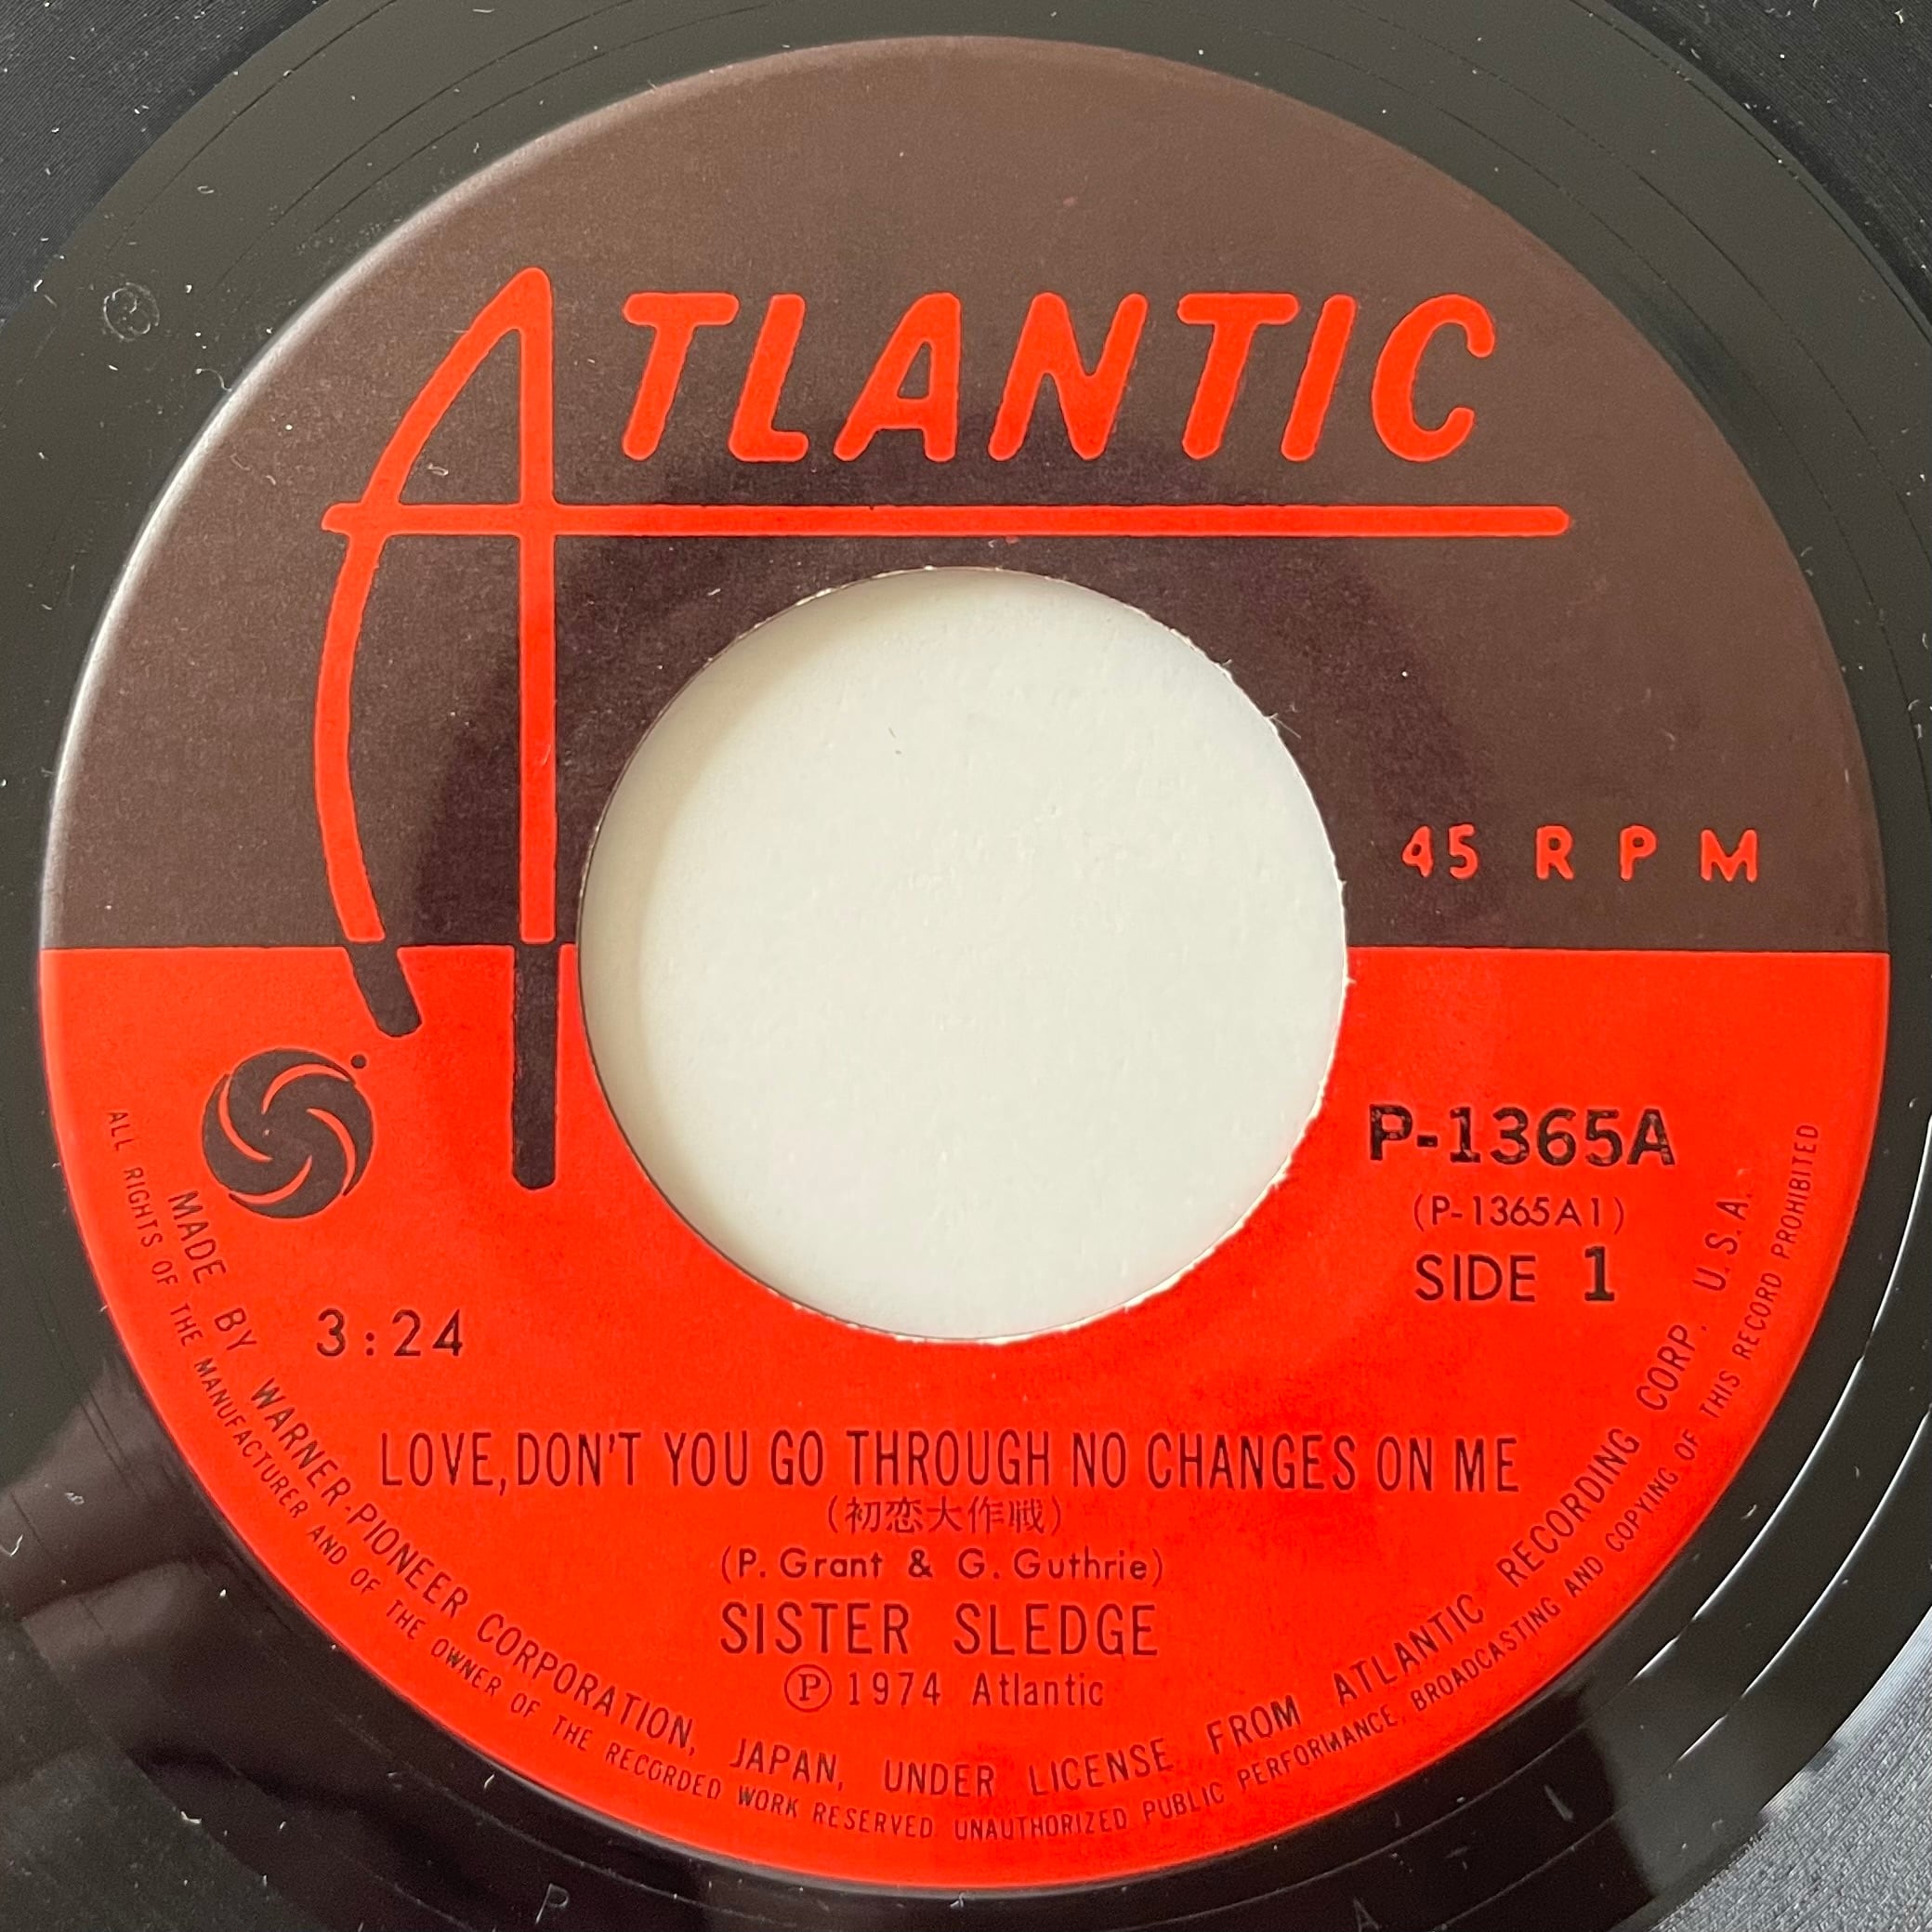 ATLANTIC
45 RPM
P-1365A
(P-1365A1)
SIDE 1
3:24
LOVE,DON'T YOU GO THROUGH NO CHANGES ON ME
(初恋大作戦)
(P. Grant & G. Guthrie)
SISTER SLEDGE
Ⓟ1974 Atlantic
MADE BY WARNER-PIONEER CORPORATION, JAPAN, UNDER LICENSE FROM ATLANTIC RECORDING CORP. U.S.A.
ALL RIGHTS OF THE MANUFACTURER AND OF THE OWNER OF THE RECORDED WORK RESERVED UNAUTHORIZED PUBLIC PERFORMANCE, BROADCASTING AND COPYING OF THIS RECORD PROHIBITED
P A